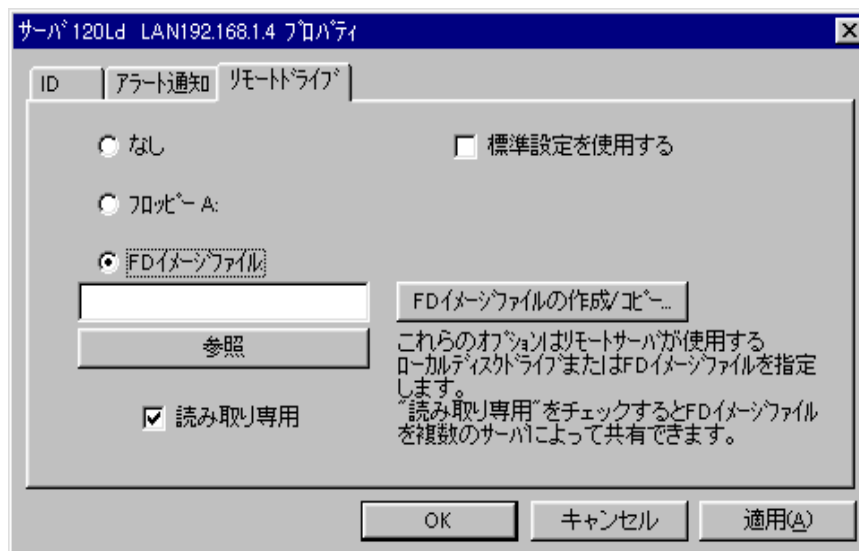 サーバ120Ld LAN192.168.1.4 プロパティ
ID アラート通知 リモートドライブ
なし 標準設定を使用する
フロッピー A:
FDイメージファイル
FDイメージファイルの作成/コピー...
参照
これらのオプションはリモートサーバが使用する
ローカルディスクドライブまたはFDイメージファイルを指定
します。
"読み取り専用"をチェックするとFDイメージファイル
を複数のサーバによって共有できます。
読み取り専用
OK キャンセル 適用(A)